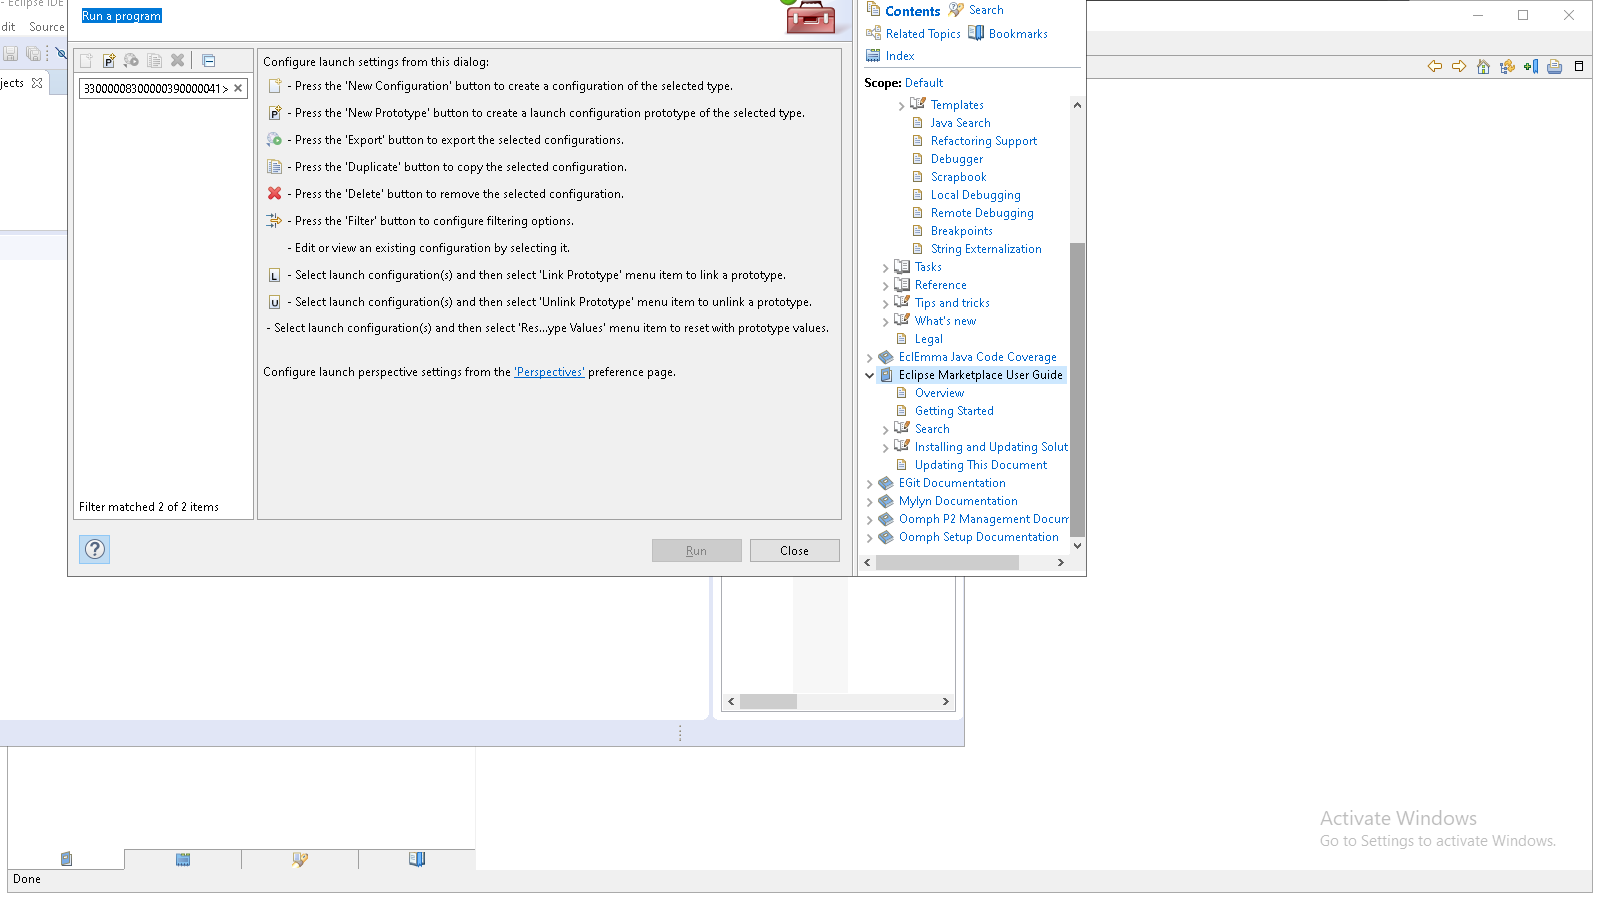 - Eclipse IDE
dit Source
jects
Run a program
33000008300000390000041>
Filter matched 2 of 2 items
Configure launch settings from this dialog:
- Press the 'New Configuration' button to create a configuration of the selected type.
- Press the 'New Prototype' button to create a launch configuration prototype of the selected type.
- Press the 'Export' button to export the selected configurations.
- Press the 'Duplicate' button to copy the selected configuration.
- Press the 'Delete' button to remove the selected configuration.
- Press the 'Filter' button to configure filtering options.
- Edit or view an existing configuration by selecting it.
- Select launch configuration(s) and then select 'Link Prototype' menu item to link a prototype.
- Select launch configuration(s) and then select 'Unlink Prototype' menu item to unlink a prototype.
- Select launch configuration(s) and then select 'Res...ype Values' menu item to reset with prototype values.
Configure launch perspective settings from the 'Perspectives' preference page.
Run Close
Contents Search
Related Topics Bookmarks
Index
Scope: Default
Templates
Java Search
Refactoring Support
Debugger
Scrapbook
Local Debugging
Remote Debugging
Breakpoints
String Externalization
Tasks
Reference
Tips and tricks
What's new
Legal
EclEmma Java Code Coverage
Eclipse Marketplace User Guide
Overview
Getting Started
Search
Installing and Updating Solut
Updating This Document
EGit Documentation
Mylyn Documentation
Oomph P2 Management Docum
Oomph Setup Documentation
Activate Windows
Go to Settings to activate Windows.
Done